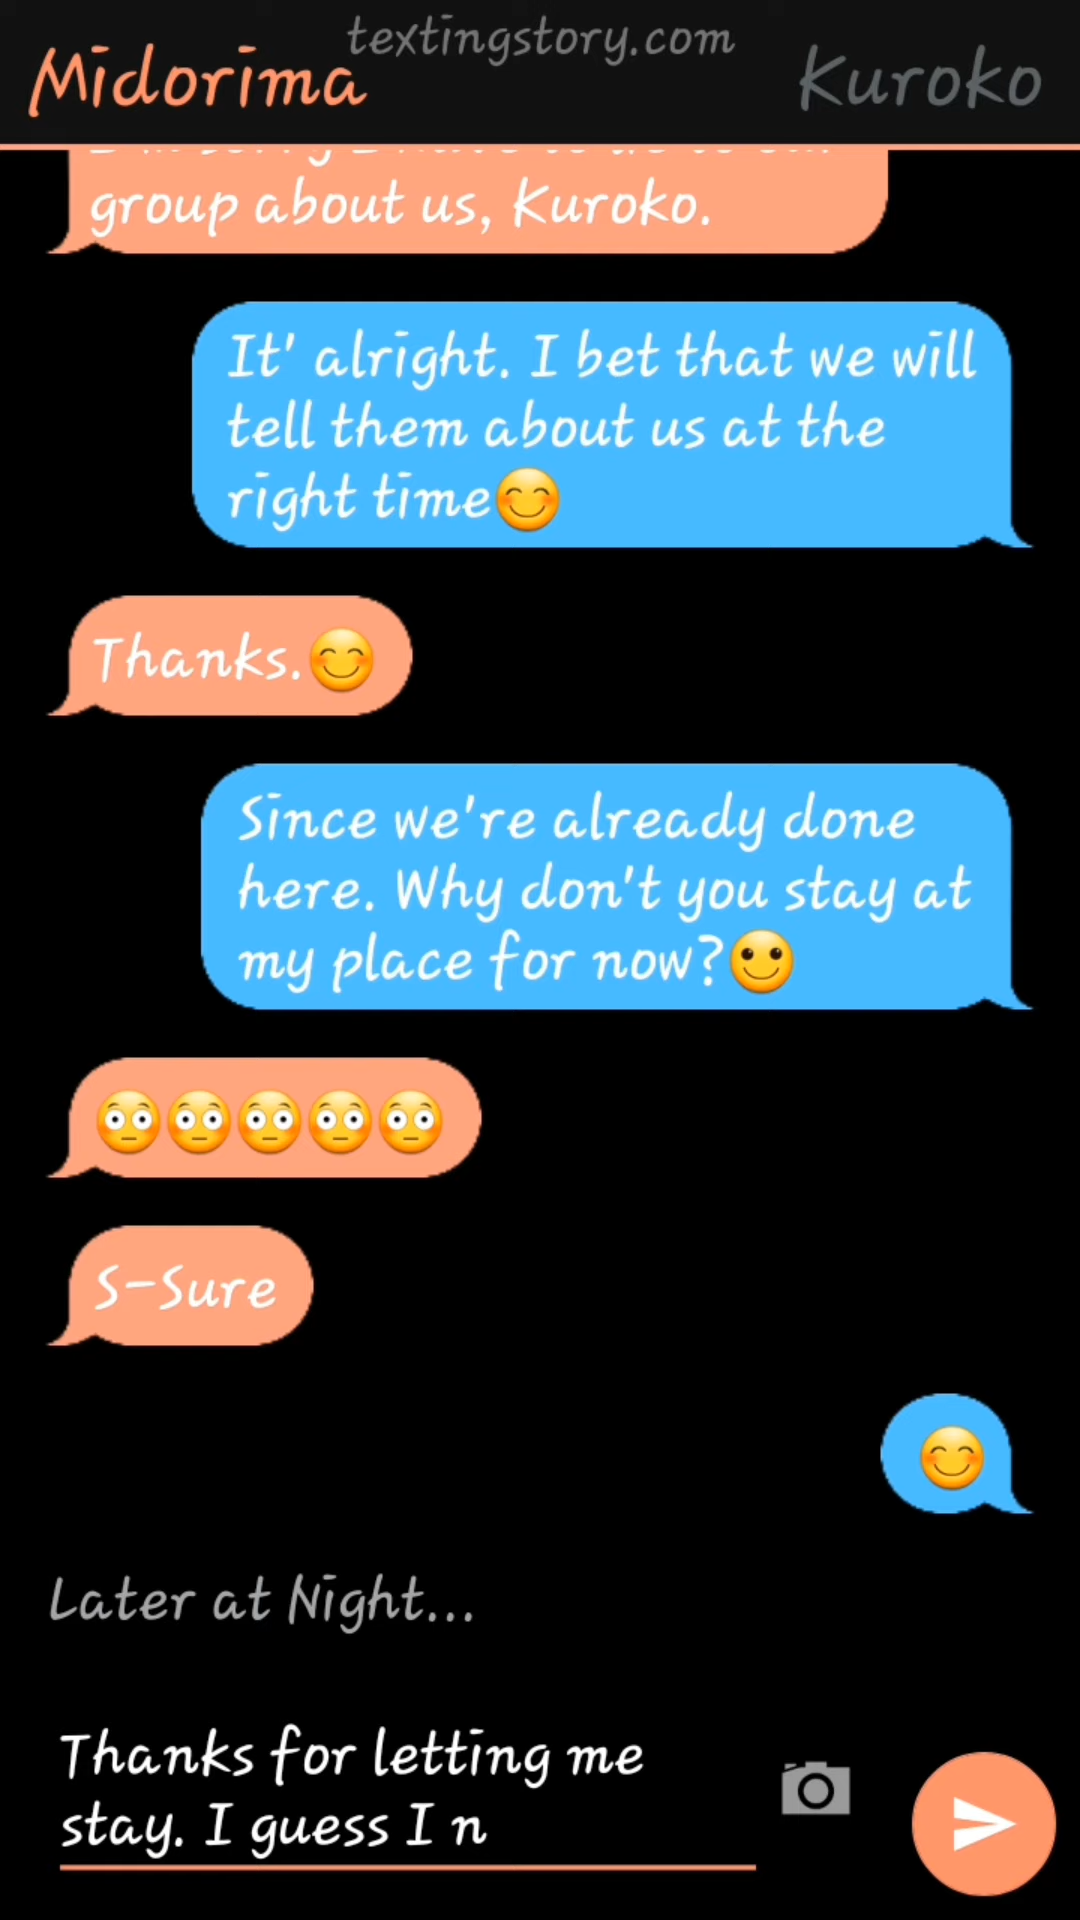 textingstory.com
Midorima
Kuroko
group about us, Kuroko.
It' alright. I bet that we will
tell them about us at the
right time😊
Thanks.😊
Since we're already done
here. Why don't you stay at
my place for now?🙂
😳😳😳😳😳
S-Sure
😊
Later at Night...
Thanks for letting me
stay. I guess I n